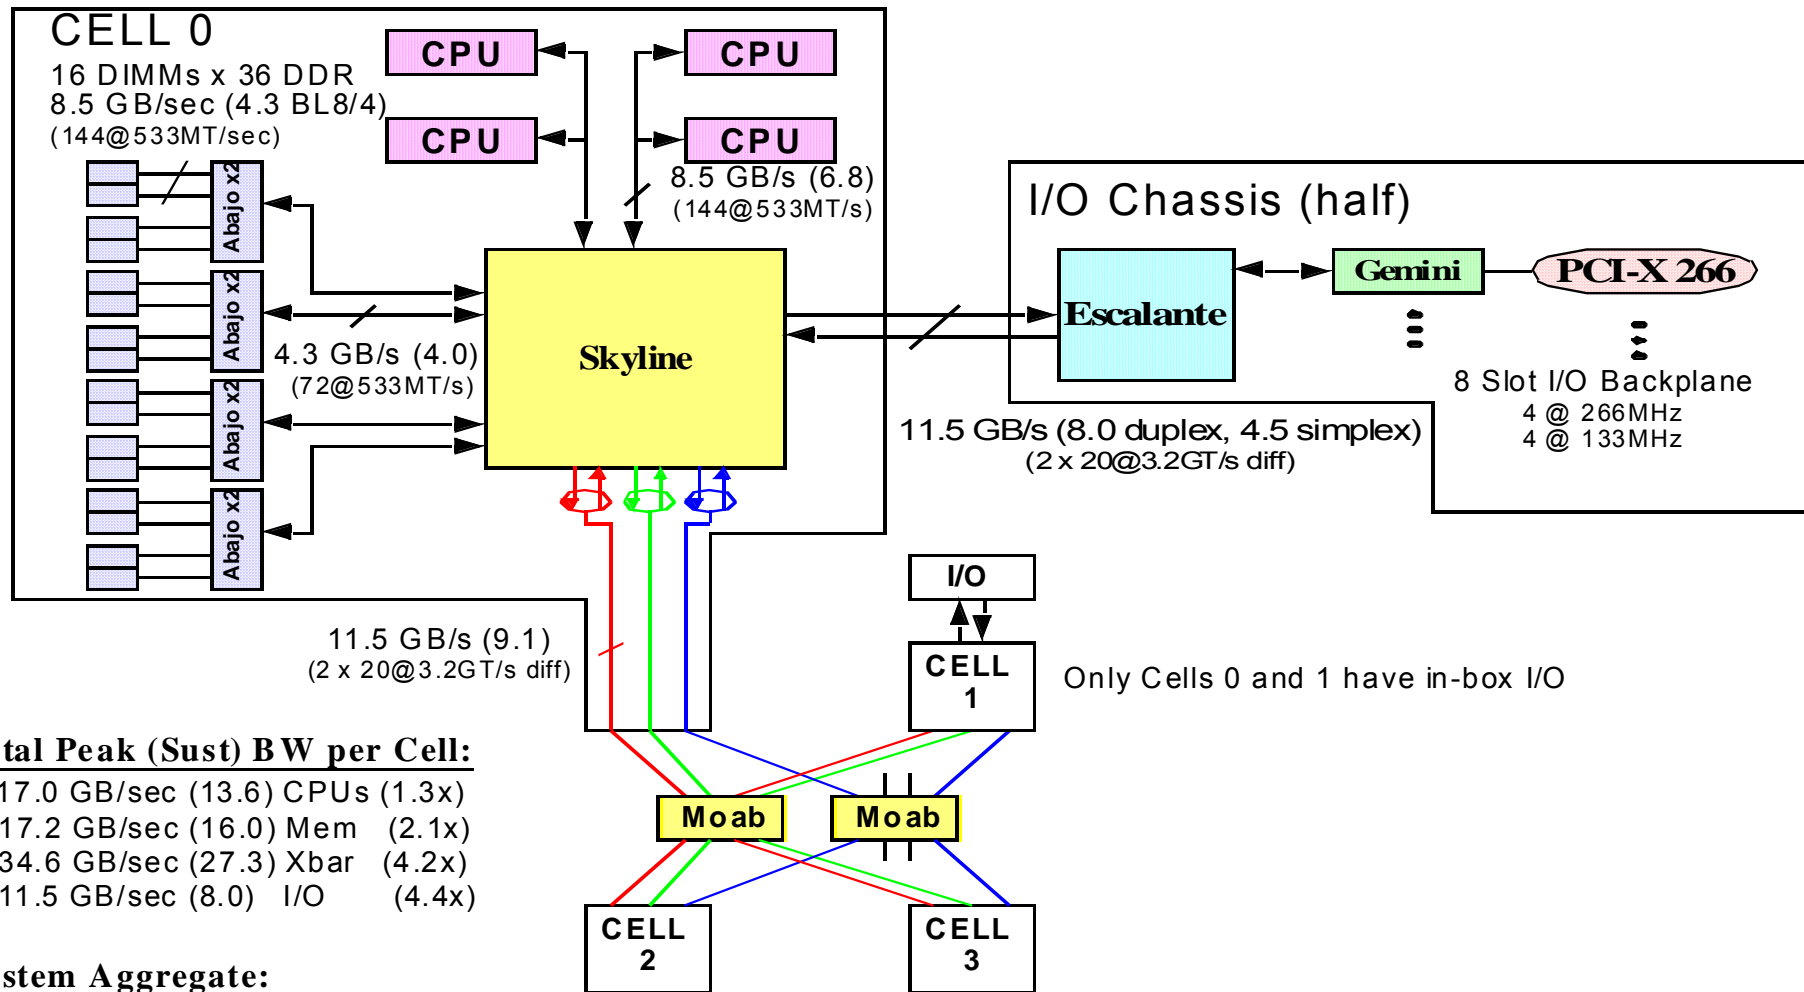 CELL 0
16 DIMMs x 36 DDR
8.5 GB/sec (4.3 BL8/4)
(144@533MT/sec)
CPU
CPU
CPU
CPU
8.5 GB/s (6.8)
(144@533MT/s)
Abajo x2
Abajo x2
Abajo x2
Abajo x2
4.3 GB/s (4.0)
(72@533MT/s)
Skyline
I/O Chassis (half)
Escalante
Gemini
PCI-X 266
8 Slot I/O Backplane
4 @ 266MHz
4 @ 133MHz
11.5 GB/s (8.0 duplex, 4.5 simplex)
(2 x 20@3.2GT/s diff)
11.5 GB/s (9.1)
(2 x 20@3.2GT/s diff)
I/O
CELL
1
Only Cells 0 and 1 have in-box I/O
Moab
Moab
CELL
2
CELL
3
tal Peak (Sust) BW per Cell:
17.0 GB/sec (13.6) CPUs (1.3x)
17.2 GB/sec (16.0) Mem (2.1x)
34.6 GB/sec (27.3) Xbar (4.2x)
11.5 GB/sec (8.0) I/O (4.4x)
stem Aggregate: